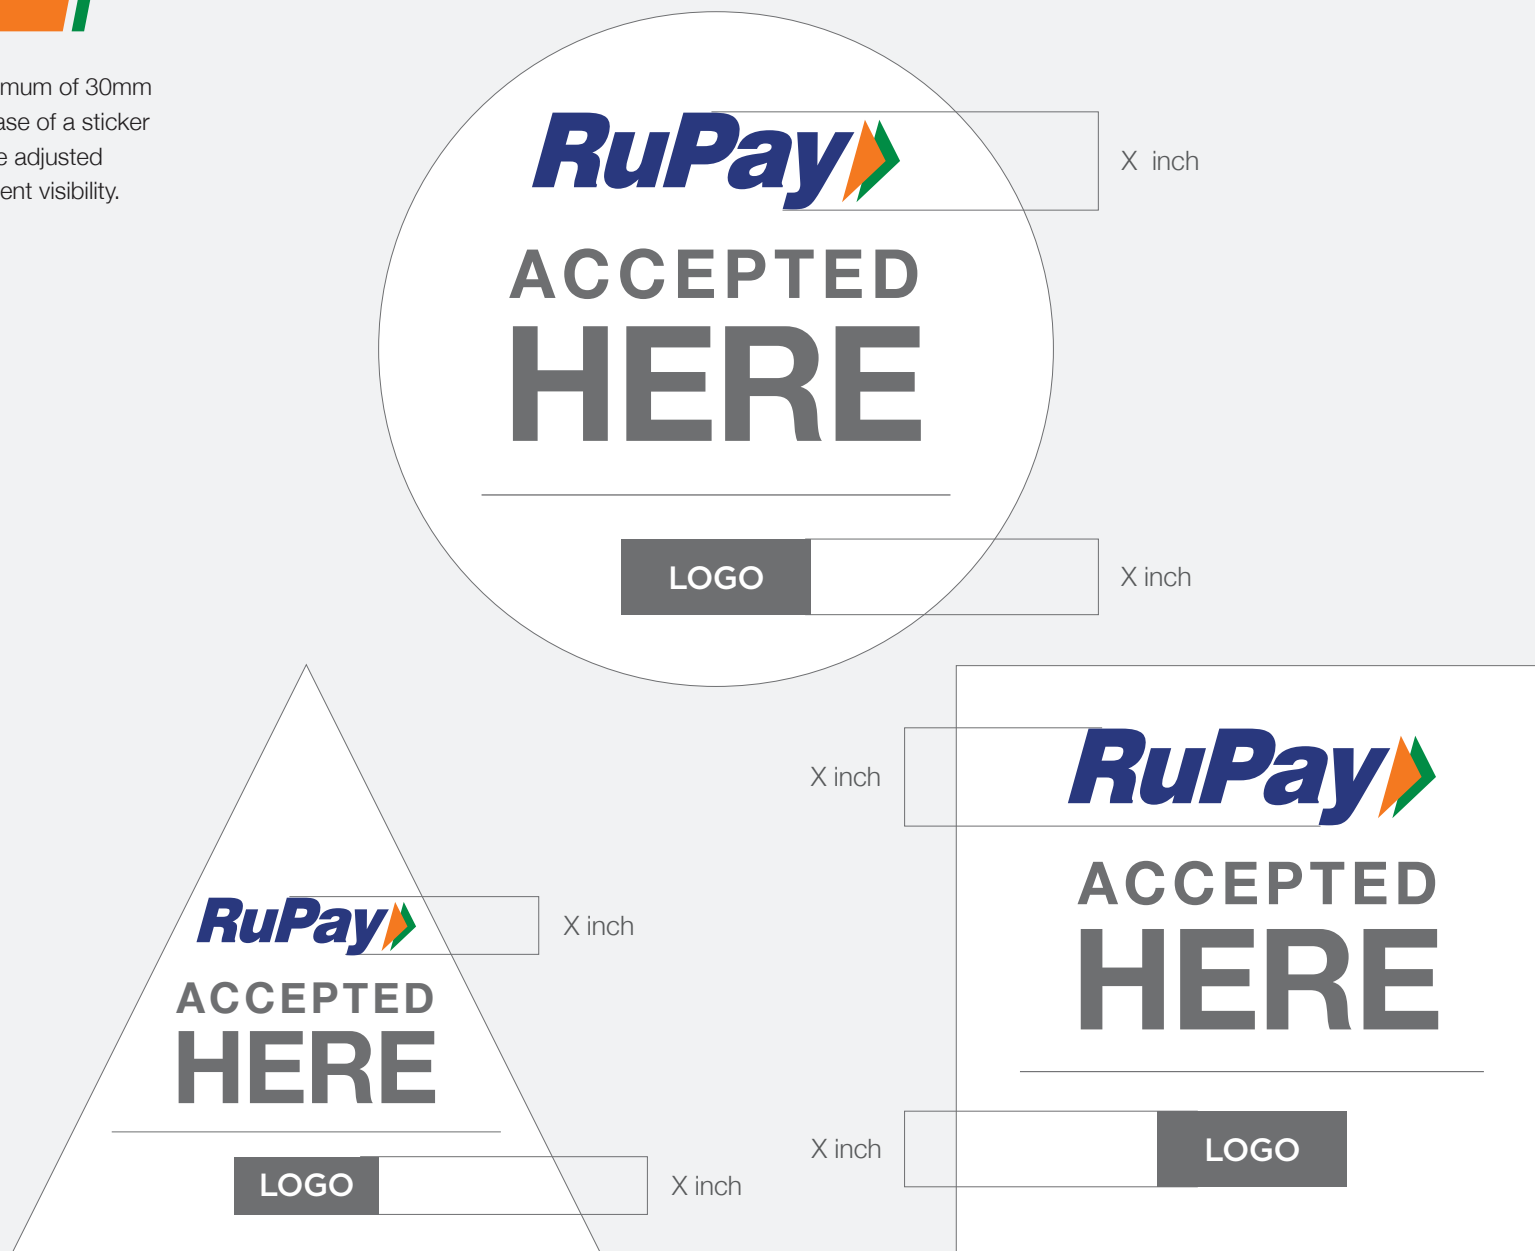 mum of 30mm
ase of a sticker
e adjusted
ent visibility.
RuPay
X inch
ACCEPTED
HERE
LOGO
X inch
RuPay
X inch
ACCEPTED
HERE
LOGO
X inch
RuPay
X inch
ACCEPTED
HERE
X inch
LOGO